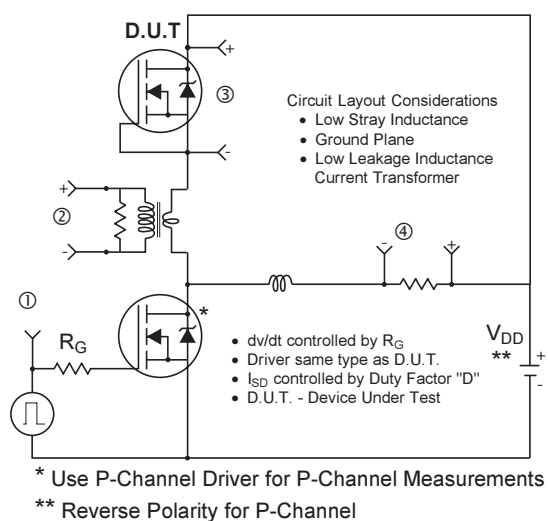 D.U.T
+
③
-
Circuit Layout Considerations
• Low Stray Inductance
• Ground Plane
• Low Leakage Inductance
Current Transformer
+
②
-
④
-
+
①
*
RG
• dv/dt controlled by RG
• Driver same type as D.U.T.
• ISD controlled by Duty Factor "D"
• D.U.T. - Device Under Test
VDD
**
+
-
* Use P-Channel Driver for P-Channel Measurements
** Reverse Polarity for P-Channel